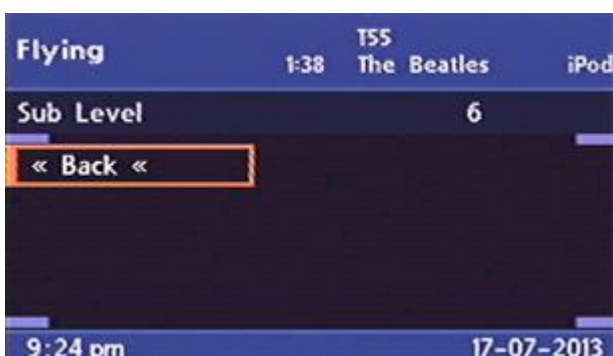 Flying
T55
1:38 The Beatles iPod
Sub Level 6
« Back «
9:24 pm 17-07-2013